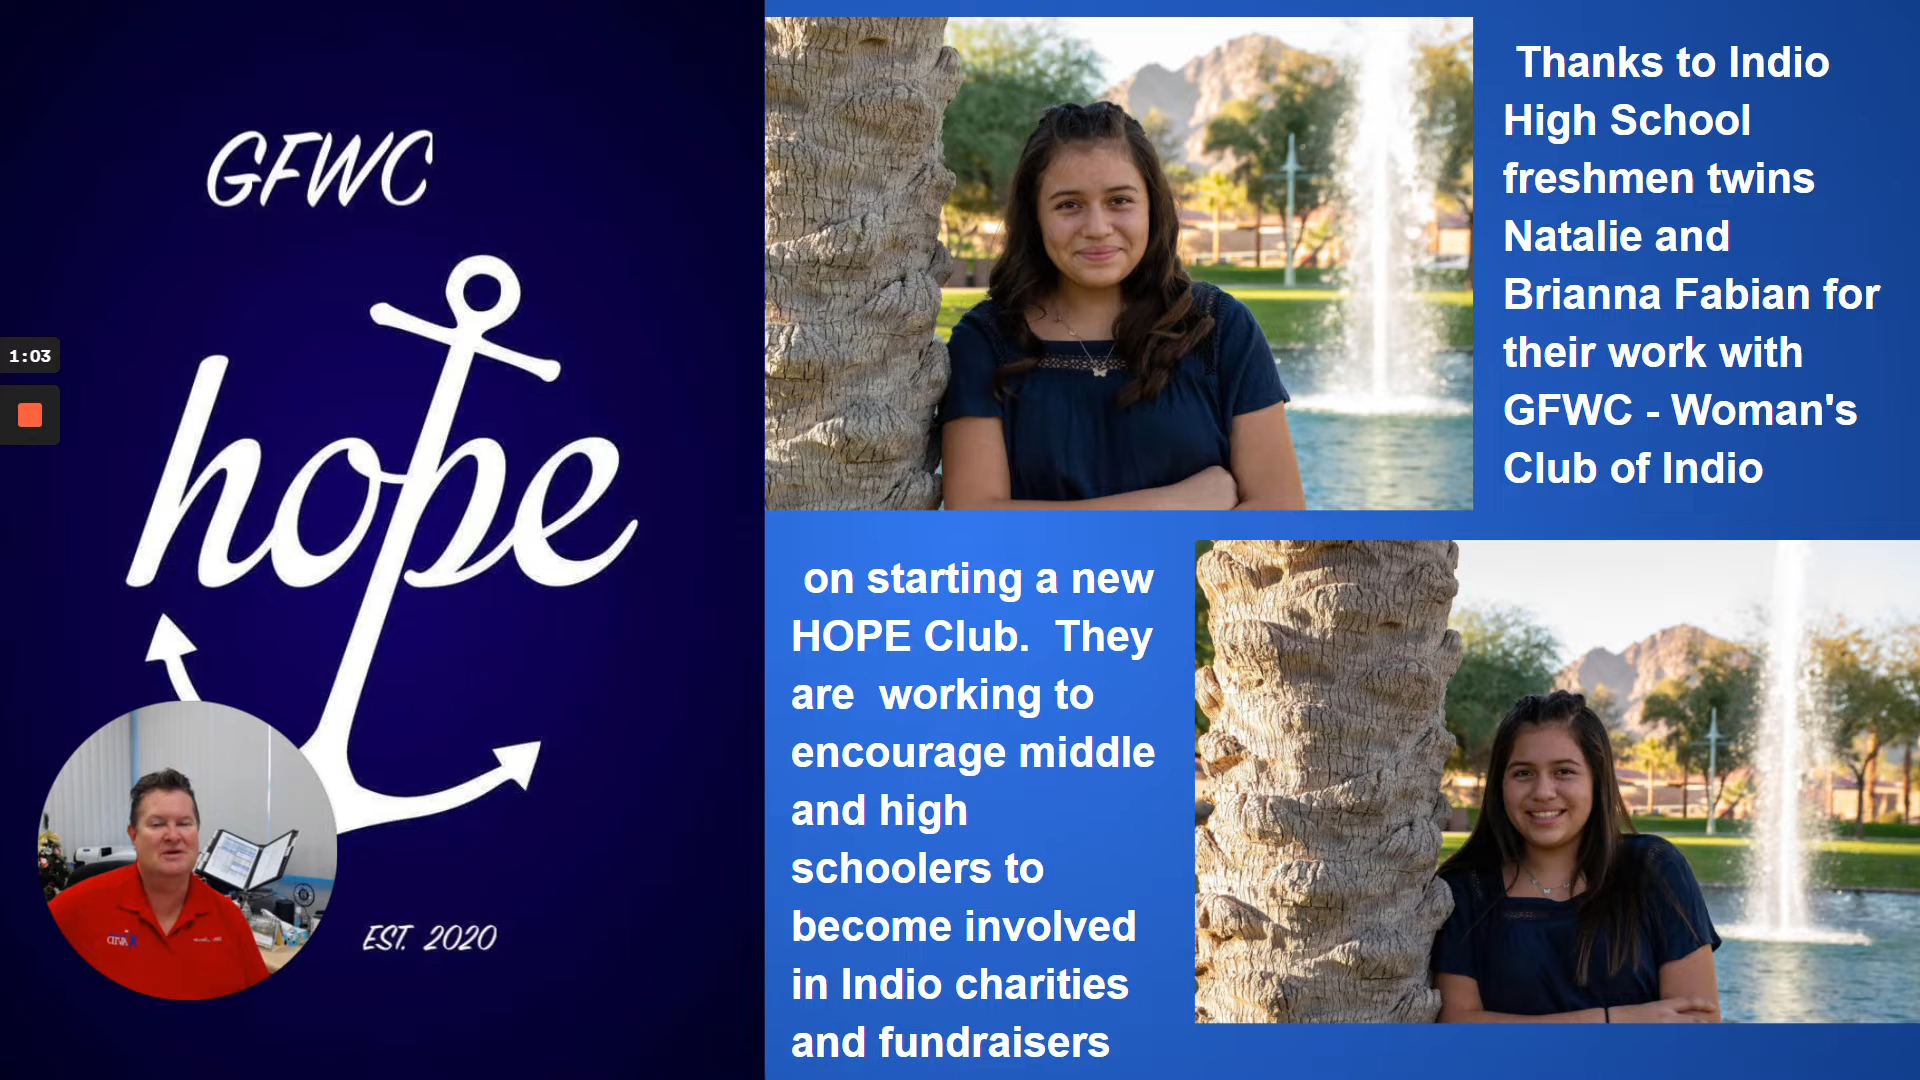 GFWC
hope
EST. 2020
1:03
Thanks to Indio
High School
freshmen twins
Natalie and
Brianna Fabian for
their work with
GFWC - Woman's
Club of Indio
on starting a new
HOPE Club.  They
are  working to
encourage middle
and high
schoolers to
become involved
in Indio charities
and fundraisers